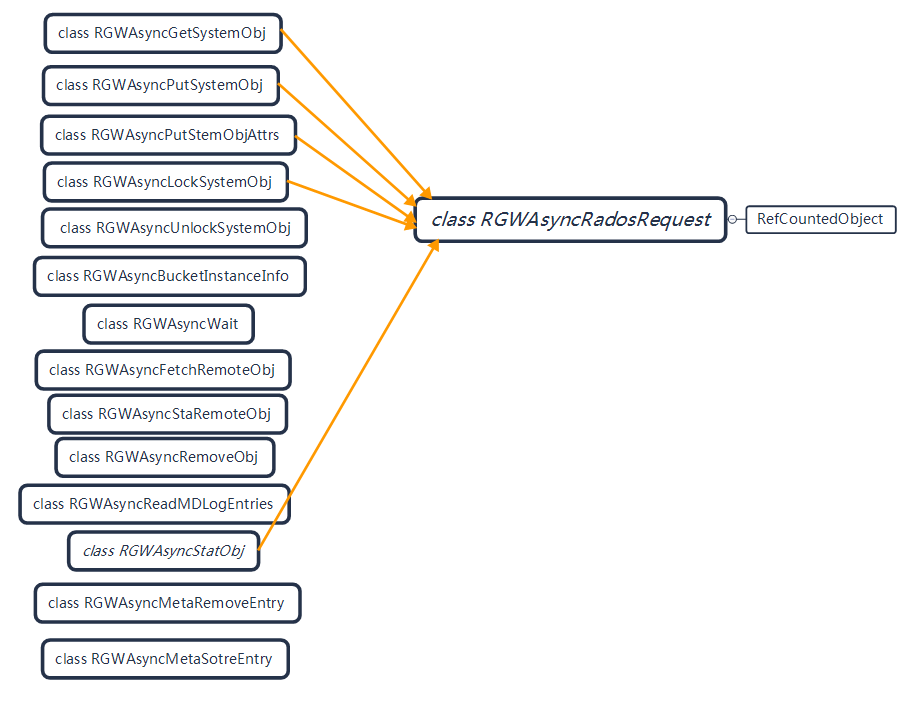 class RGWAsyncGetSystemObj
class RGWAsyncPutSystemObj
class RGWAsyncPutStemObjAttrs
class RGWAsyncLockSystemObj
class RGWAsyncUnlockSystemObj
class RGWAsyncBucketInstanceInfo
class RGWAsyncWait
class RGWAsyncFetchRemoteObj
class RGWAsyncStaRemoteObj
class RGWAsyncRemoveObj
class RGWAsyncReadMDLogEntries
class RGWAsyncStatObj
class RGWAsyncMetaRemoveEntry
class RGWAsyncMetaSotreEntry
class RGWAsyncRadosRequest
RefCountedObject